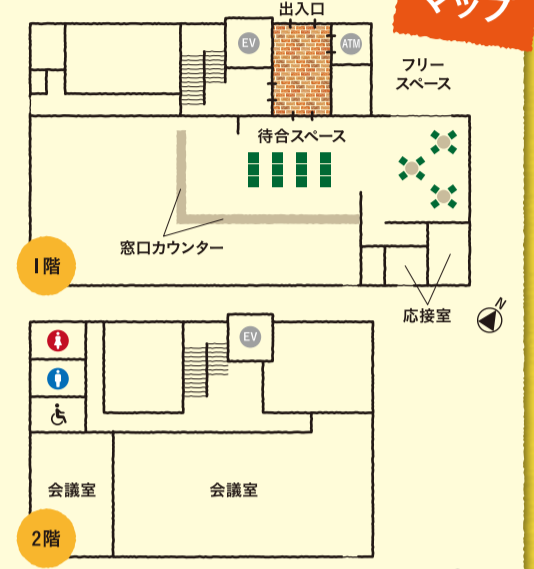 マップ
出入口
EV
ATM
フリー
スペース
待合スペース
窓口カウンター
1階
応接室
N
EV
会議室
会議室
2階